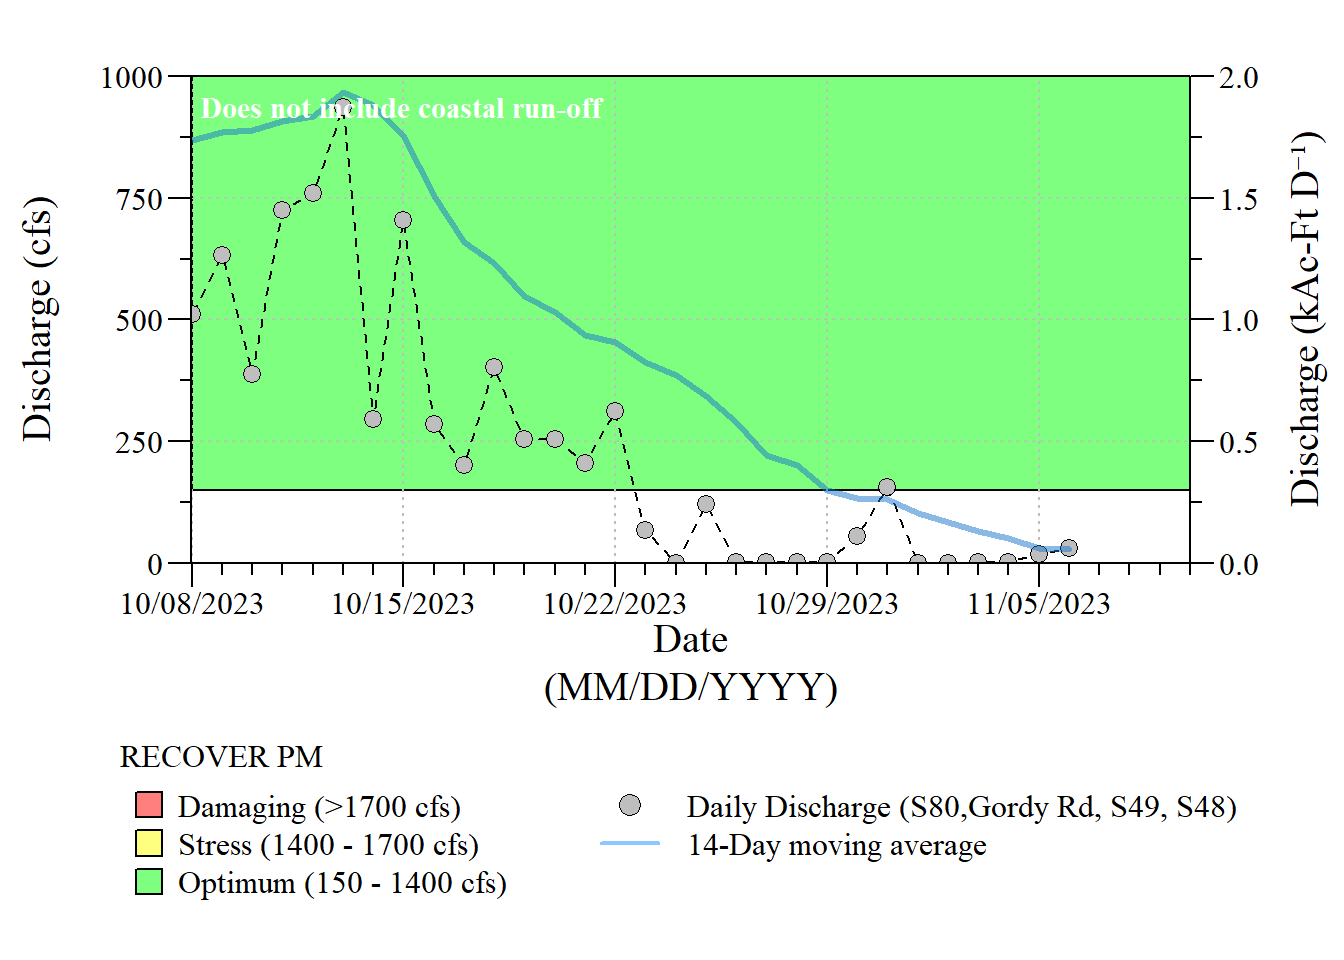 1000
2.0
Does not include coastal run-off
750
1.5
500
1.0
250
0.5
0
0.0
Discharge (cfs)
Discharge (kAc-Ft D⁻¹)
10/08/2023
10/15/2023
10/22/2023
10/29/2023
11/05/2023
Date
(MM/DD/YYYY)
RECOVER PM
Damaging (>1700 cfs)
Stress (1400 - 1700 cfs)
Optimum (150 - 1400 cfs)
Daily Discharge (S80,Gordy Rd, S49, S48)
14-Day moving average